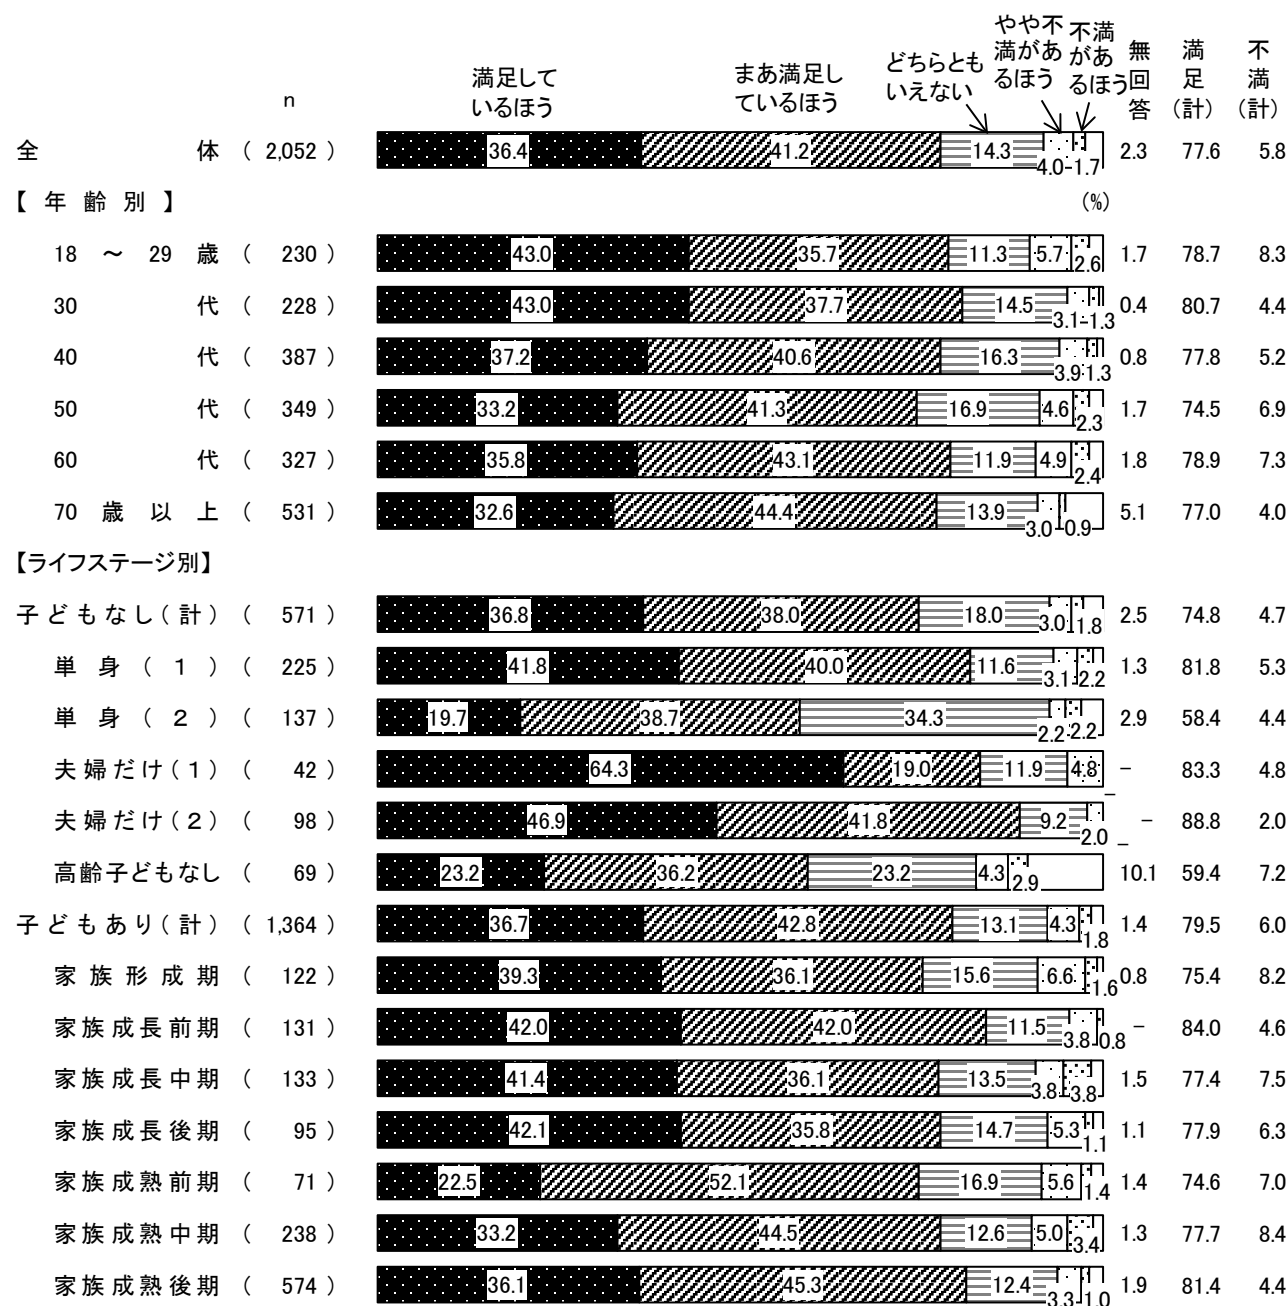 n
満足して
いるほう
まあ満足し
ているほう
どちらとも
いえない
やや不
満があ
るほう
不満
があ
るほう
無
回
答
満
足
(計)
不
満
(計)
全 体 ( 2,052 ) 36.4 41.2 14.3 4.0 1.7 2.3 77.6 5.8
【 年 齢 別 】 (%)
18 ～ 29 歳 ( 230 ) 43.0 35.7 11.3 5.7 2.6 1.7 78.7 8.3
30 代 ( 228 ) 43.0 37.7 14.5 3.1 1.3 0.4 80.7 4.4
40 代 ( 387 ) 37.2 40.6 16.3 3.9 1.3 0.8 77.8 5.2
50 代 ( 349 ) 33.2 41.3 16.9 4.6 2.3 1.7 74.5 6.9
60 代 ( 327 ) 35.8 43.1 11.9 4.9 2.4 1.8 78.9 7.3
70 歳 以 上 ( 531 ) 32.6 44.4 13.9 3.0 0.9 5.1 77.0 4.0
【ライフステージ別】
子どもなし(計) ( 571 ) 36.8 38.0 18.0 3.0 1.8 2.5 74.8 4.7
単 身 ( 1 ) ( 225 ) 41.8 40.0 11.6 3.1 2.2 1.3 81.8 5.3
単 身 ( 2 ) ( 137 ) 19.7 38.7 34.3 2.2 2.2 2.9 58.4 4.4
夫婦だけ(1) ( 42 ) 64.3 19.0 11.9 4.8 – – 83.3 4.8
夫婦だけ(2) ( 98 ) 46.9 41.8 9.2 2.0 – – 88.8 2.0
高齢子どもなし ( 69 ) 23.2 36.2 23.2 4.3 2.9 10.1 59.4 7.2
子どもあり(計) ( 1,364 ) 36.7 42.8 13.1 4.3 1.8 1.4 79.5 6.0
家 族 形 成 期 ( 122 ) 39.3 36.1 15.6 6.6 1.6 0.8 75.4 8.2
家族成長前期 ( 131 ) 42.0 42.0 11.5 3.8 0.8 – 84.0 4.6
家族成長中期 ( 133 ) 41.4 36.1 13.5 3.8 3.8 1.5 77.4 7.5
家族成長後期 ( 95 ) 42.1 35.8 14.7 5.3 1.1 1.1 77.9 6.3
家族成熟前期 ( 71 ) 22.5 52.1 16.9 5.6 1.4 1.4 74.6 7.0
家族成熟中期 ( 238 ) 33.2 44.5 12.6 5.0 3.4 1.3 77.7 8.4
家族成熟後期 ( 574 ) 36.1 45.3 12.4 3.3 1.0 1.9 81.4 4.4